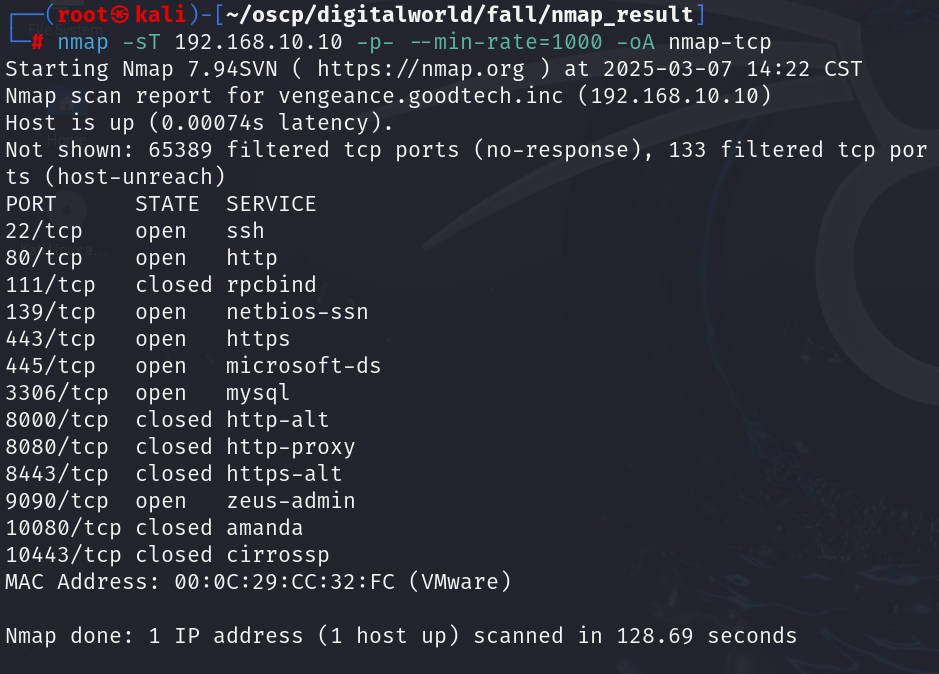 ┌──(root㉿kali)-[~/oscp/digitalworld/fall/nmap_result]
└─# nmap -sT 192.168.10.10 -p- --min-rate=1000 -oA nmap-tcp
Starting Nmap 7.94SVN ( https://nmap.org ) at 2025-03-07 14:22 CST
Nmap scan report for vengeance.goodtech.inc (192.168.10.10)
Host is up (0.00074s latency).
Not shown: 65389 filtered tcp ports (no-response), 133 filtered tcp por
ts (host-unreach)
PORT      STATE  SERVICE
22/tcp    open   ssh
80/tcp    open   http
111/tcp   closed rpcbind
139/tcp   open   netbios-ssn
443/tcp   open   https
445/tcp   open   microsoft-ds
3306/tcp  open   mysql
8000/tcp  closed http-alt
8080/tcp  closed http-proxy
8443/tcp  closed https-alt
9090/tcp  open   zeus-admin
10080/tcp closed amanda
10443/tcp closed cirrossp
MAC Address: 00:0C:29:CC:32:FC (VMware)

Nmap done: 1 IP address (1 host up) scanned in 128.69 seconds